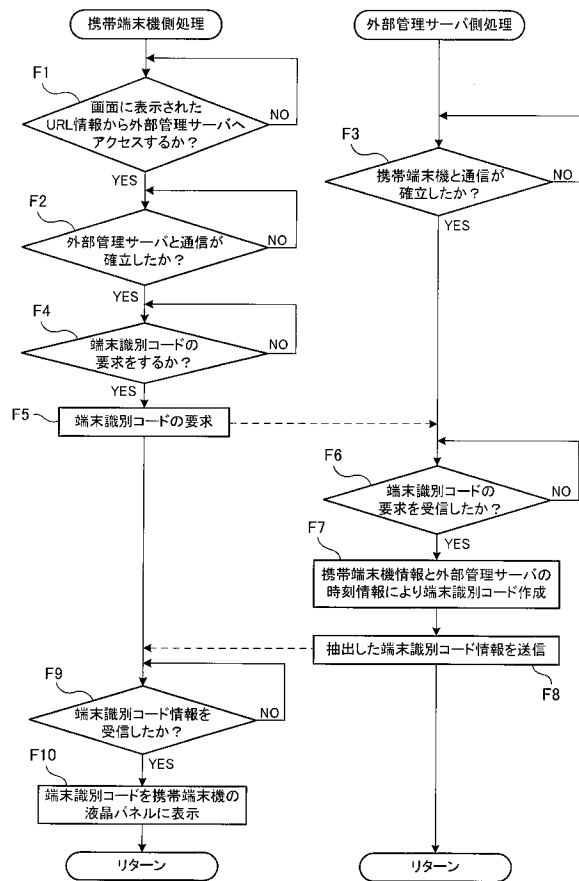 携帯端末機側処理
外部管理サーバ側処理
F1
画面に表示された
URL情報から外部管理サーバへ
アクセスするか？
NO
YES
F2
外部管理サーバと通信が
確立したか？
NO
YES
F3
携帯端末機と通信が
確立したか？
NO
YES
F4
端末識別コードの
要求をするか？
NO
YES
F5
端末識別コードの要求
F6
端末識別コードの
要求を受信したか？
NO
YES
F7
携帯端末機情報と外部管理サーバの
時刻情報により端末識別コード作成
抽出した端末識別コード情報を送信
F8
F9
端末識別コード情報を
受信したか？
NO
YES
F10
端末識別コードを携帯端末機の
液晶パネルに表示
リターン
リターン